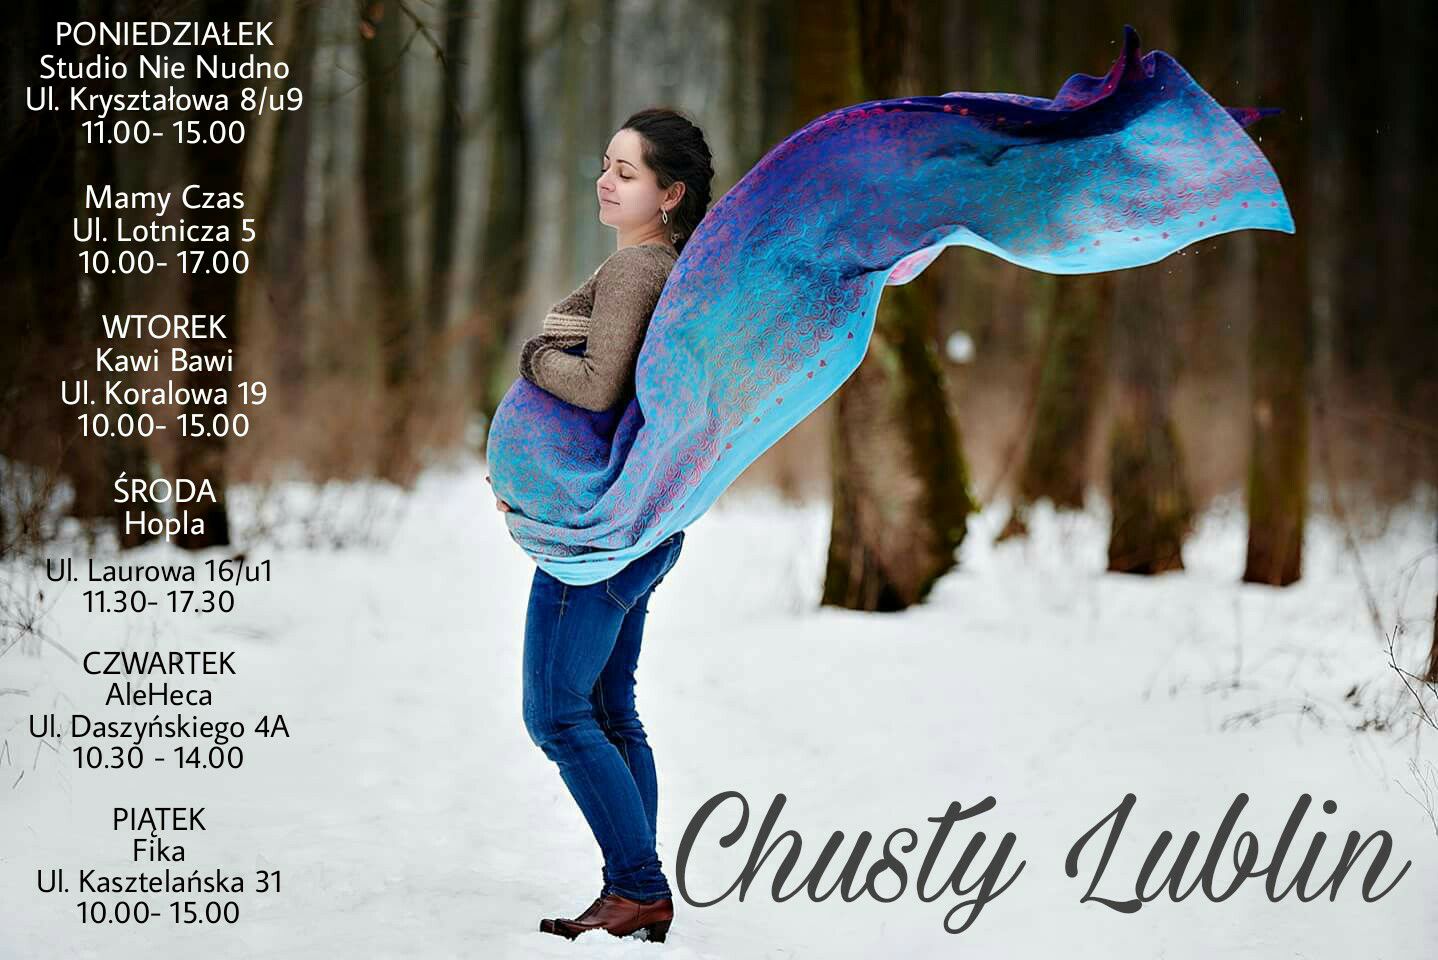 PONIEDZIAŁEK
Studio Nie Nudno
Ul. Kryształowa 8/u9
11.00- 15.00
Mamy Czas
Ul. Lotnicza 5
10.00- 17.00
WTOREK
Kawi Bawi
Ul. Koralowa 19
10.00- 15.00
ŚRODA
Hopla
Ul. Laurowa 16/u1
11.30- 17.30
CZWARTEK
AleHeca
Ul. Daszyńskiego 4A
10.30 - 14.00
PIĄTEK
Fika
Ul. Kasztelańska 31
10.00- 15.00
Chusty Lublin